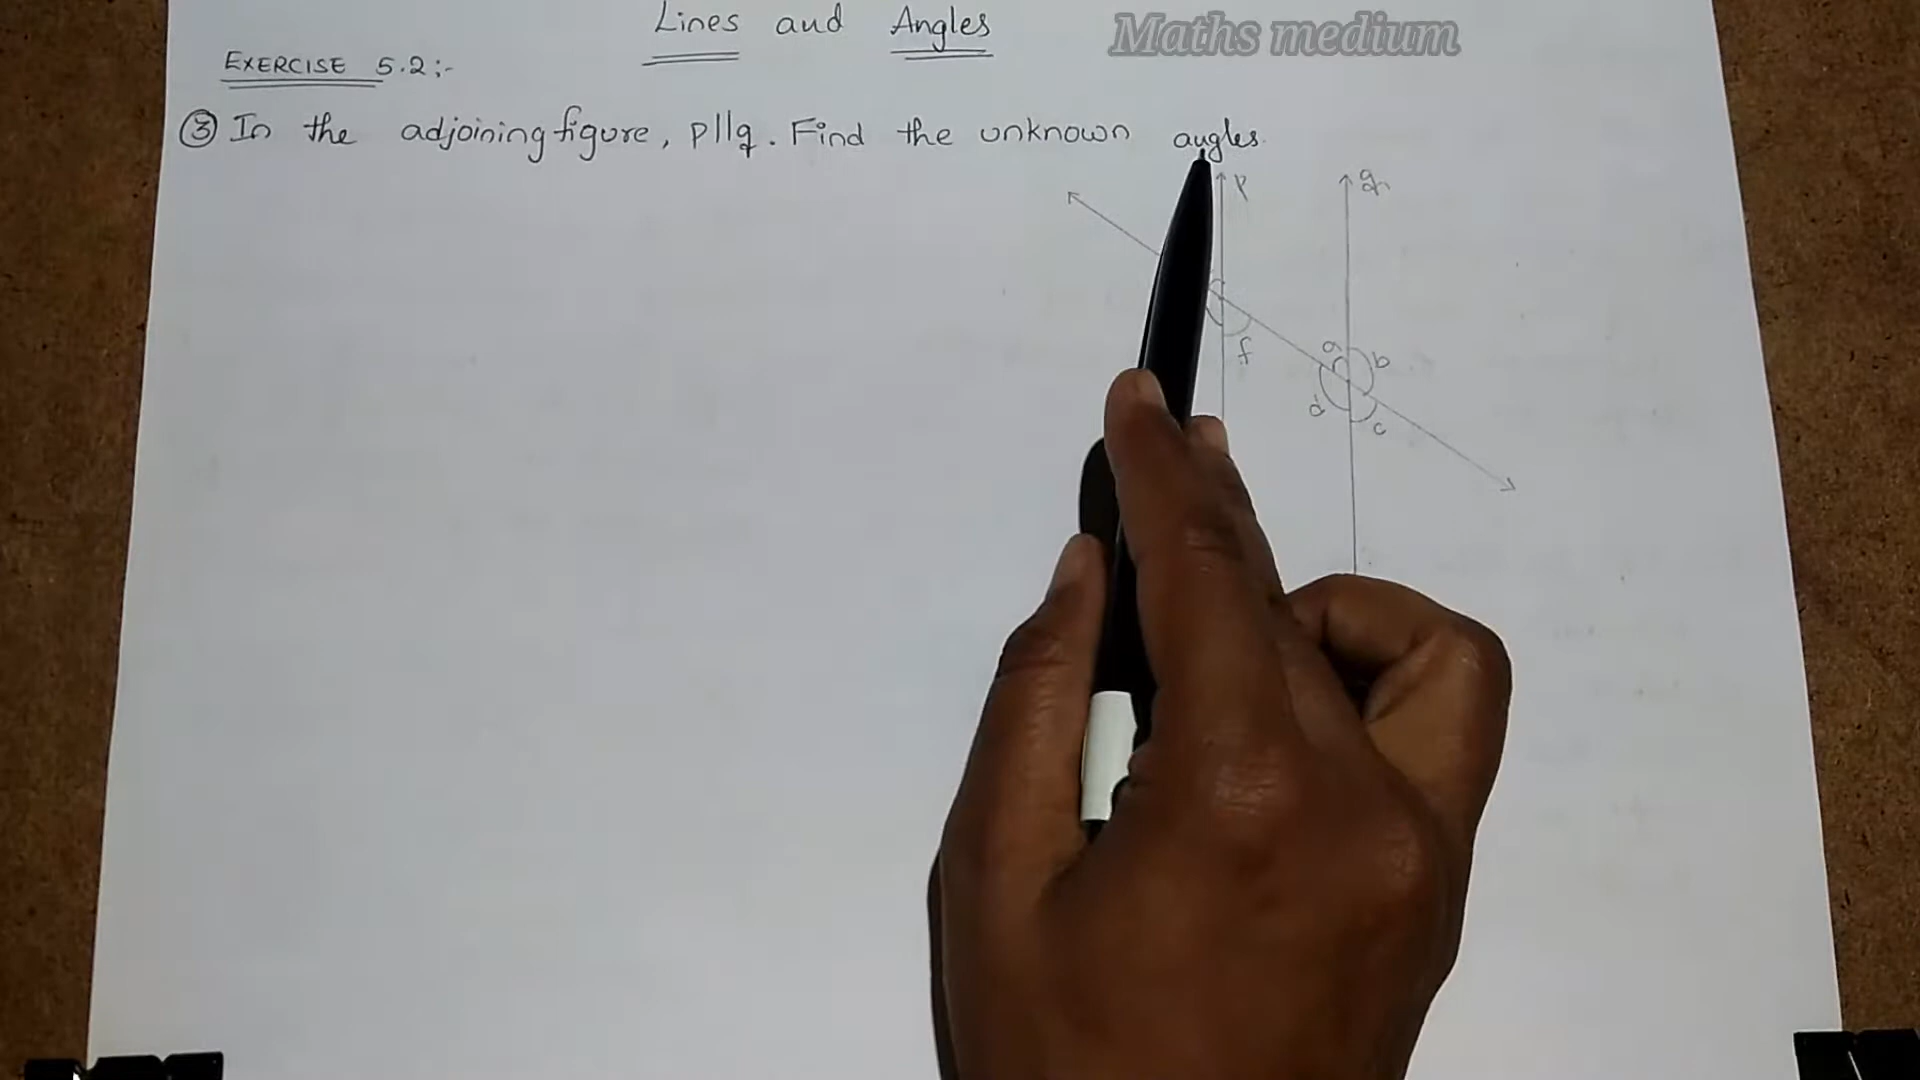 Lines and Angles
Maths medium
EXERCISE 5.2:-
③ In the adjoining figure, p||q. Find the unknown angles.
p q
f a b
d c